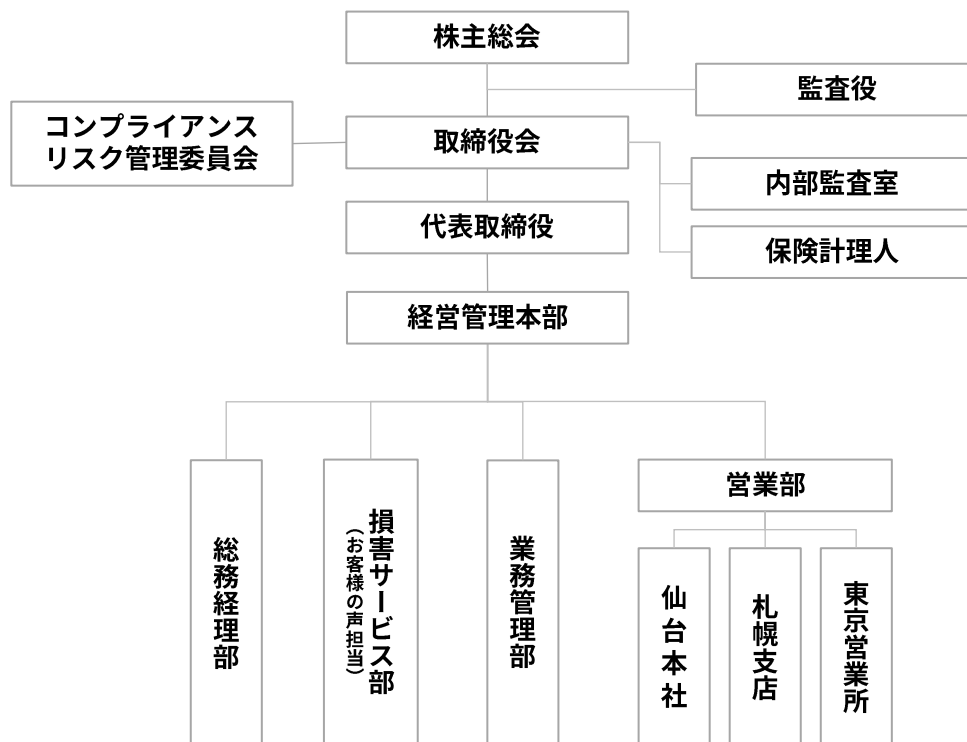 株主総会
監査役
コンプライアンス
リスク管理委員会
取締役会
内部監査室
代表取締役
保険計理人
経営管理本部
営業部
総務経理部
損害サービス部
（お客様の声担当）
業務管理部
仙台本社
札幌支店
東京営業所